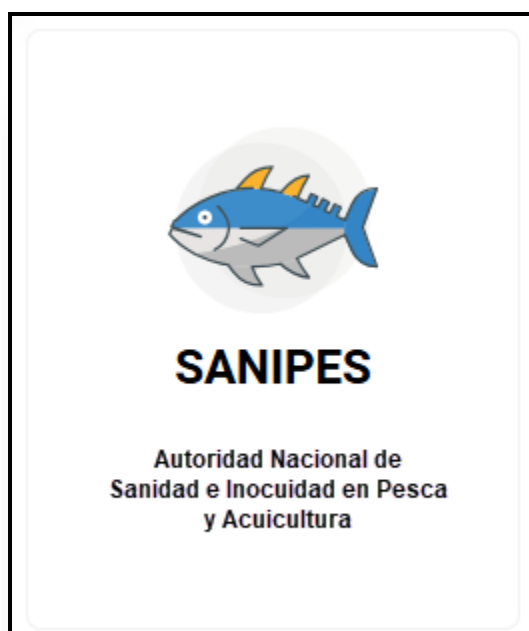 SANIPES
Autoridad Nacional de
Sanidad e Inocuidad en Pesca
y Acuicultura